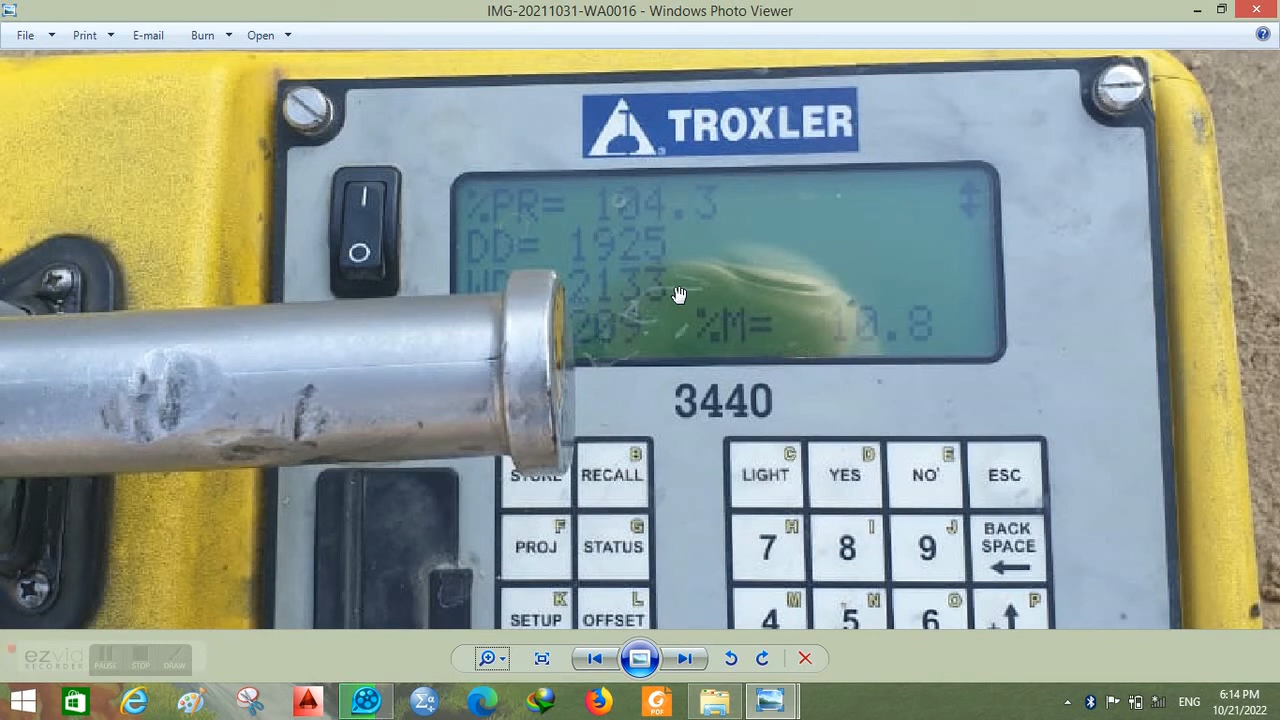 IMG-20211031-WA0016 - Windows Photo Viewer
File Print E-mail Burn Open
TROXLER
%PR= 104.3
DD= 1925
2133
209 %M= 10.8
3440
B C D E
STORE RECALL LIGHT YES NO ESC
F G H I J
PROJ STATUS 7 8 9 BACK
SPACE
K L M N O P
SETUP OFFSET 4 5 6
ezvid
RECORDER
PAUSE STOP DRAW
PDF
ENG
6:14 PM
10/21/2022